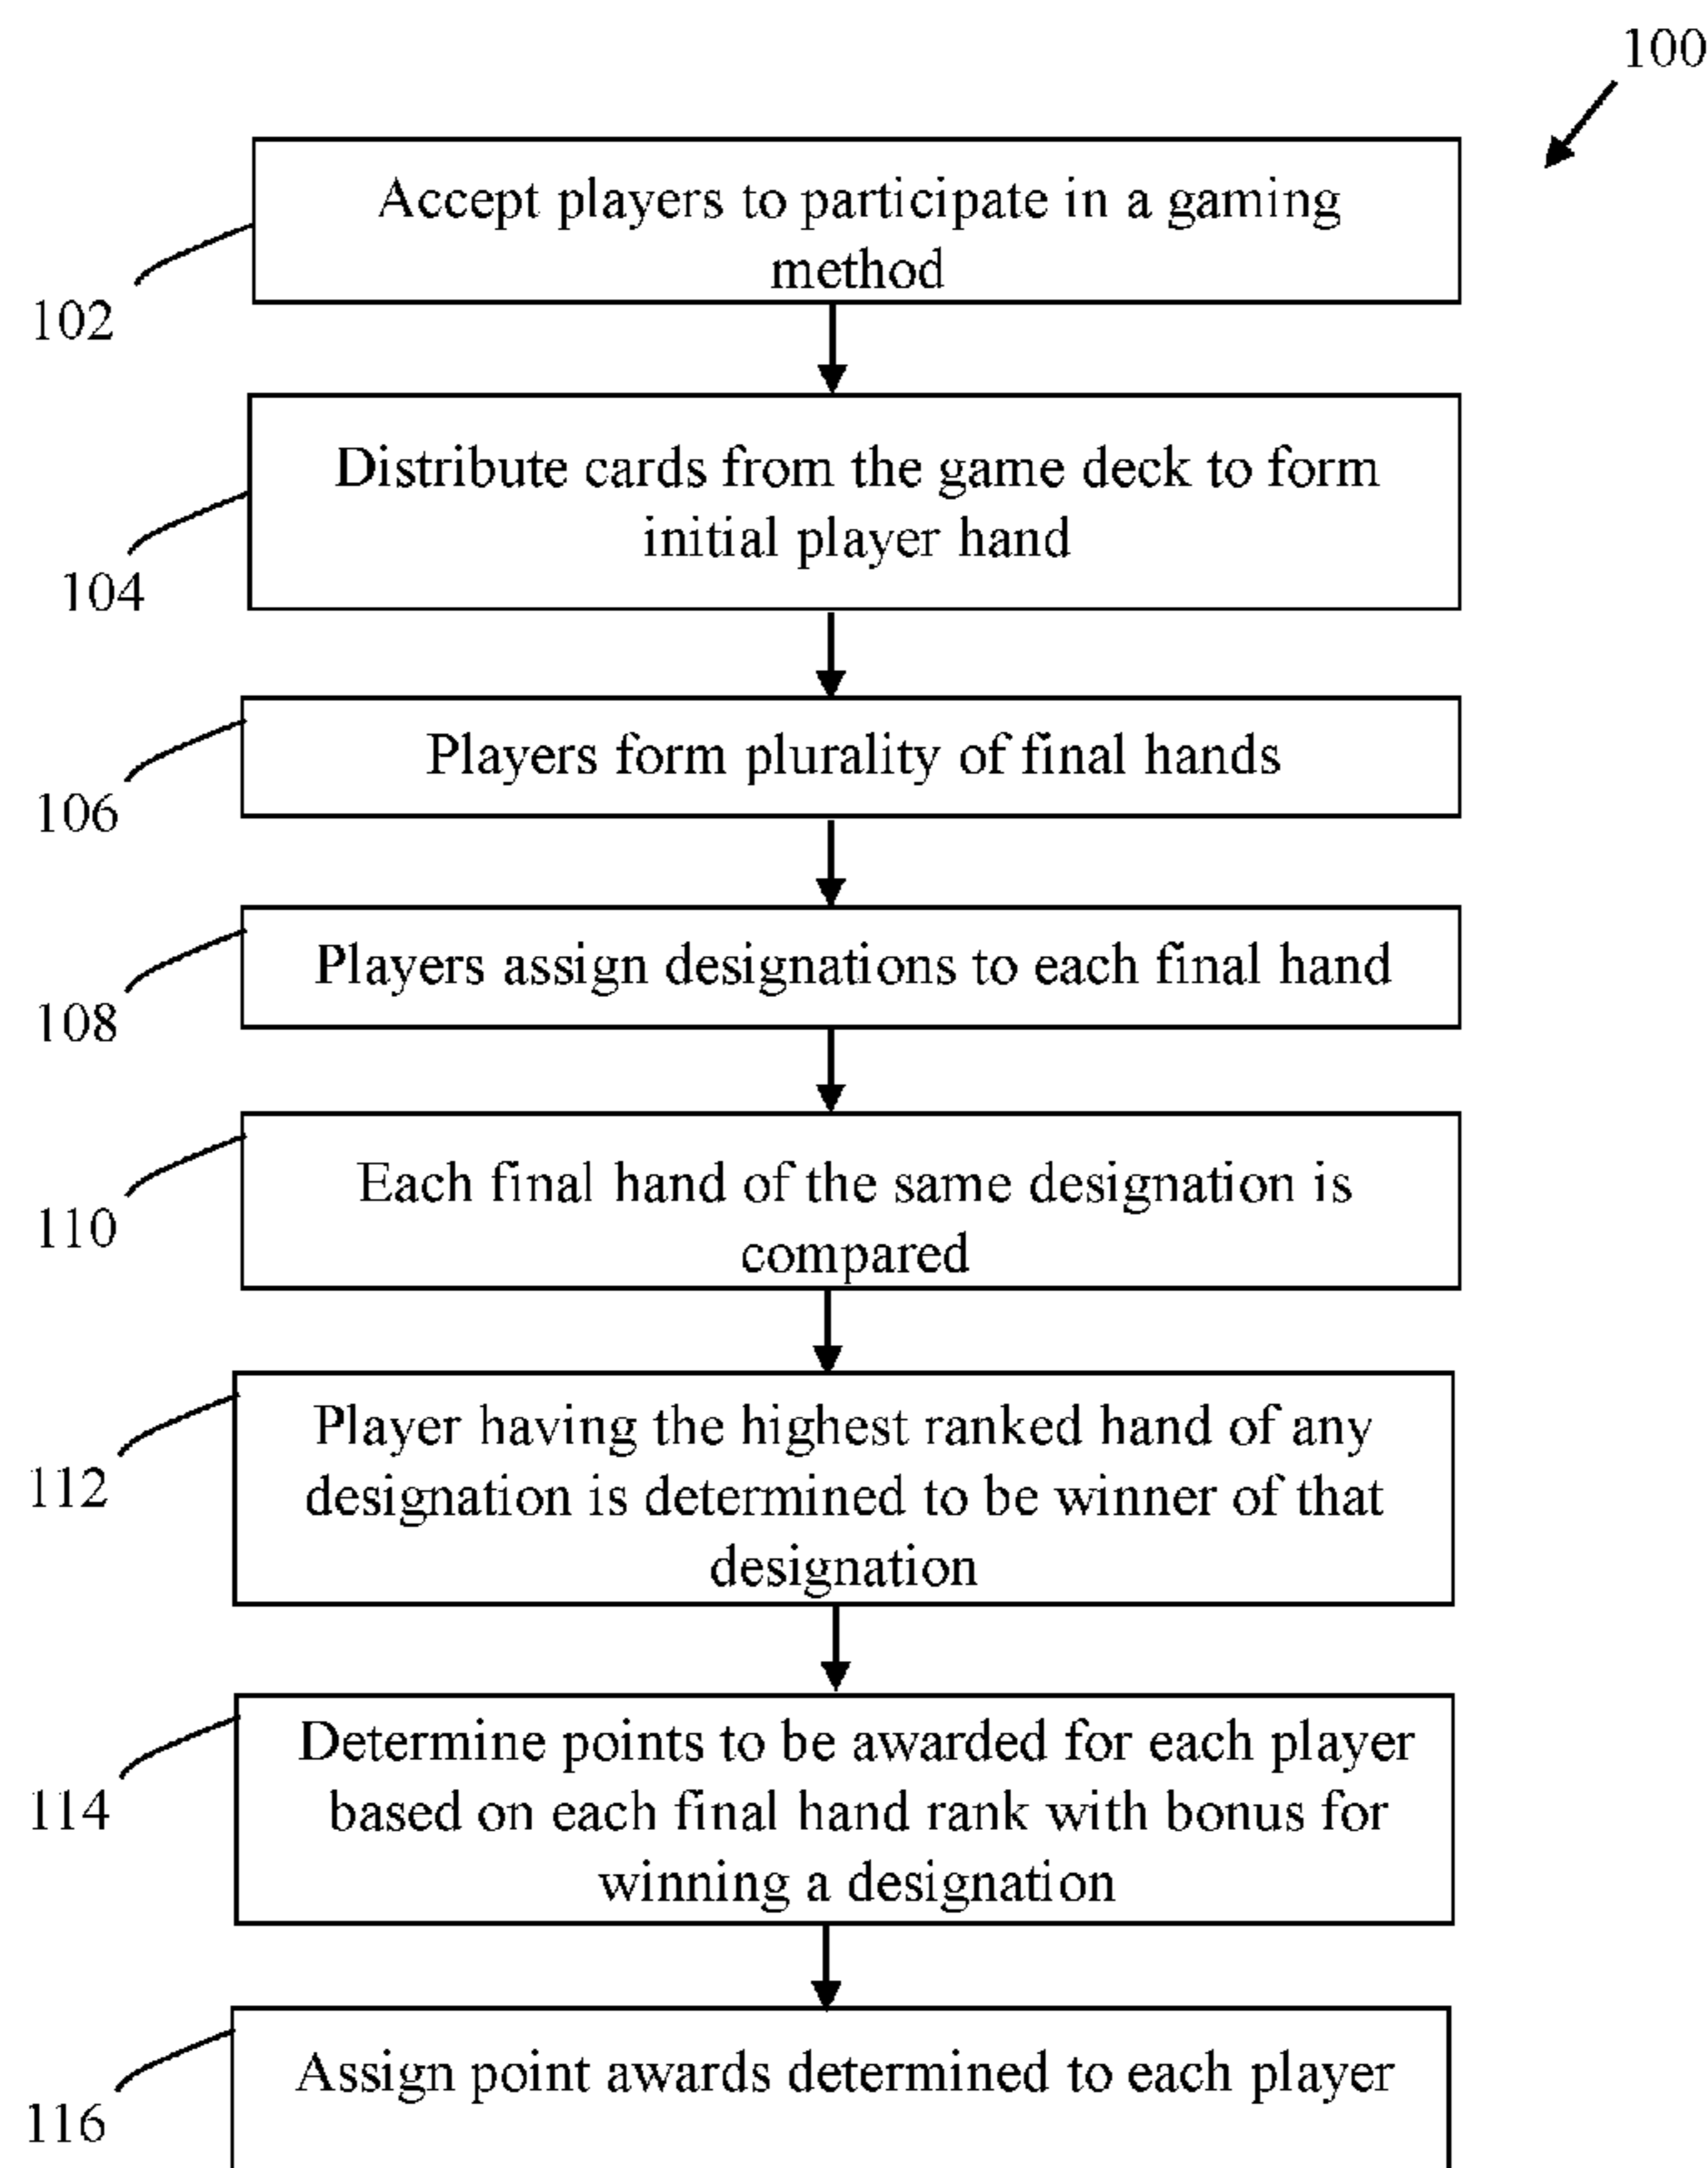 100
Accept players to participate in a gaming
method
102
Distribute cards from the game deck to form
initial player hand
104
Players form plurality of final hands
106
Players assign designations to each final hand
108
Each final hand of the same designation is
compared
110
Player having the highest ranked hand of any
designation is determined to be winner of that
designation
112
Determine points to be awarded for each player
based on each final hand rank with bonus for
winning a designation
114
Assign point awards determined to each player
116